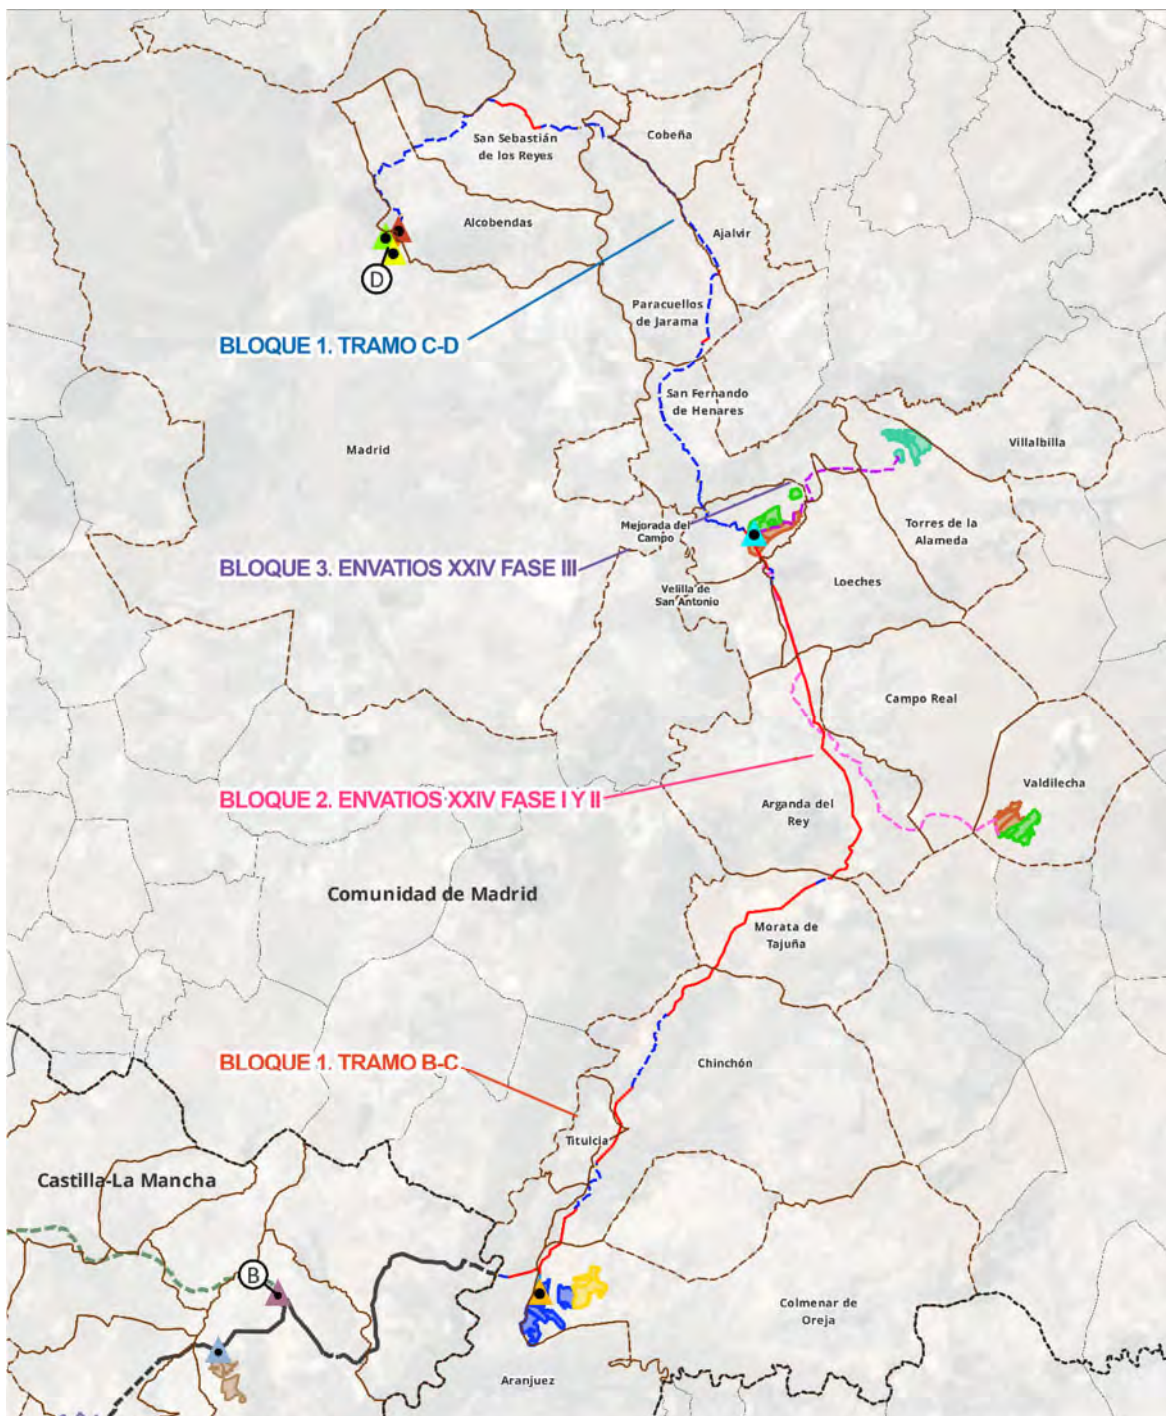 Cobeña
San Sebastián
de los Reyes
Alcobendas
Ajalvir
D
Paracuellos
de Jarama
BLOQUE 1. TRAMO C-D
San Fernando
de Henares
Madrid
Villalbilla
Mejorada del
Campo
Torres de la
Alameda
BLOQUE 3. ENVATIOS XXIV FASE III
Loeches
Velilla de
San Antonio
Campo Real
Valdilecha
BLOQUE 2. ENVATIOS XXIV FASE I Y II
Arganda del
Rey
Comunidad de Madrid
Morata de
Tajuña
BLOQUE 1. TRAMO B-C
Chinchón
Titulcia
Castilla-La Mancha
B
Colmenar de
Oreja
Aranjuez